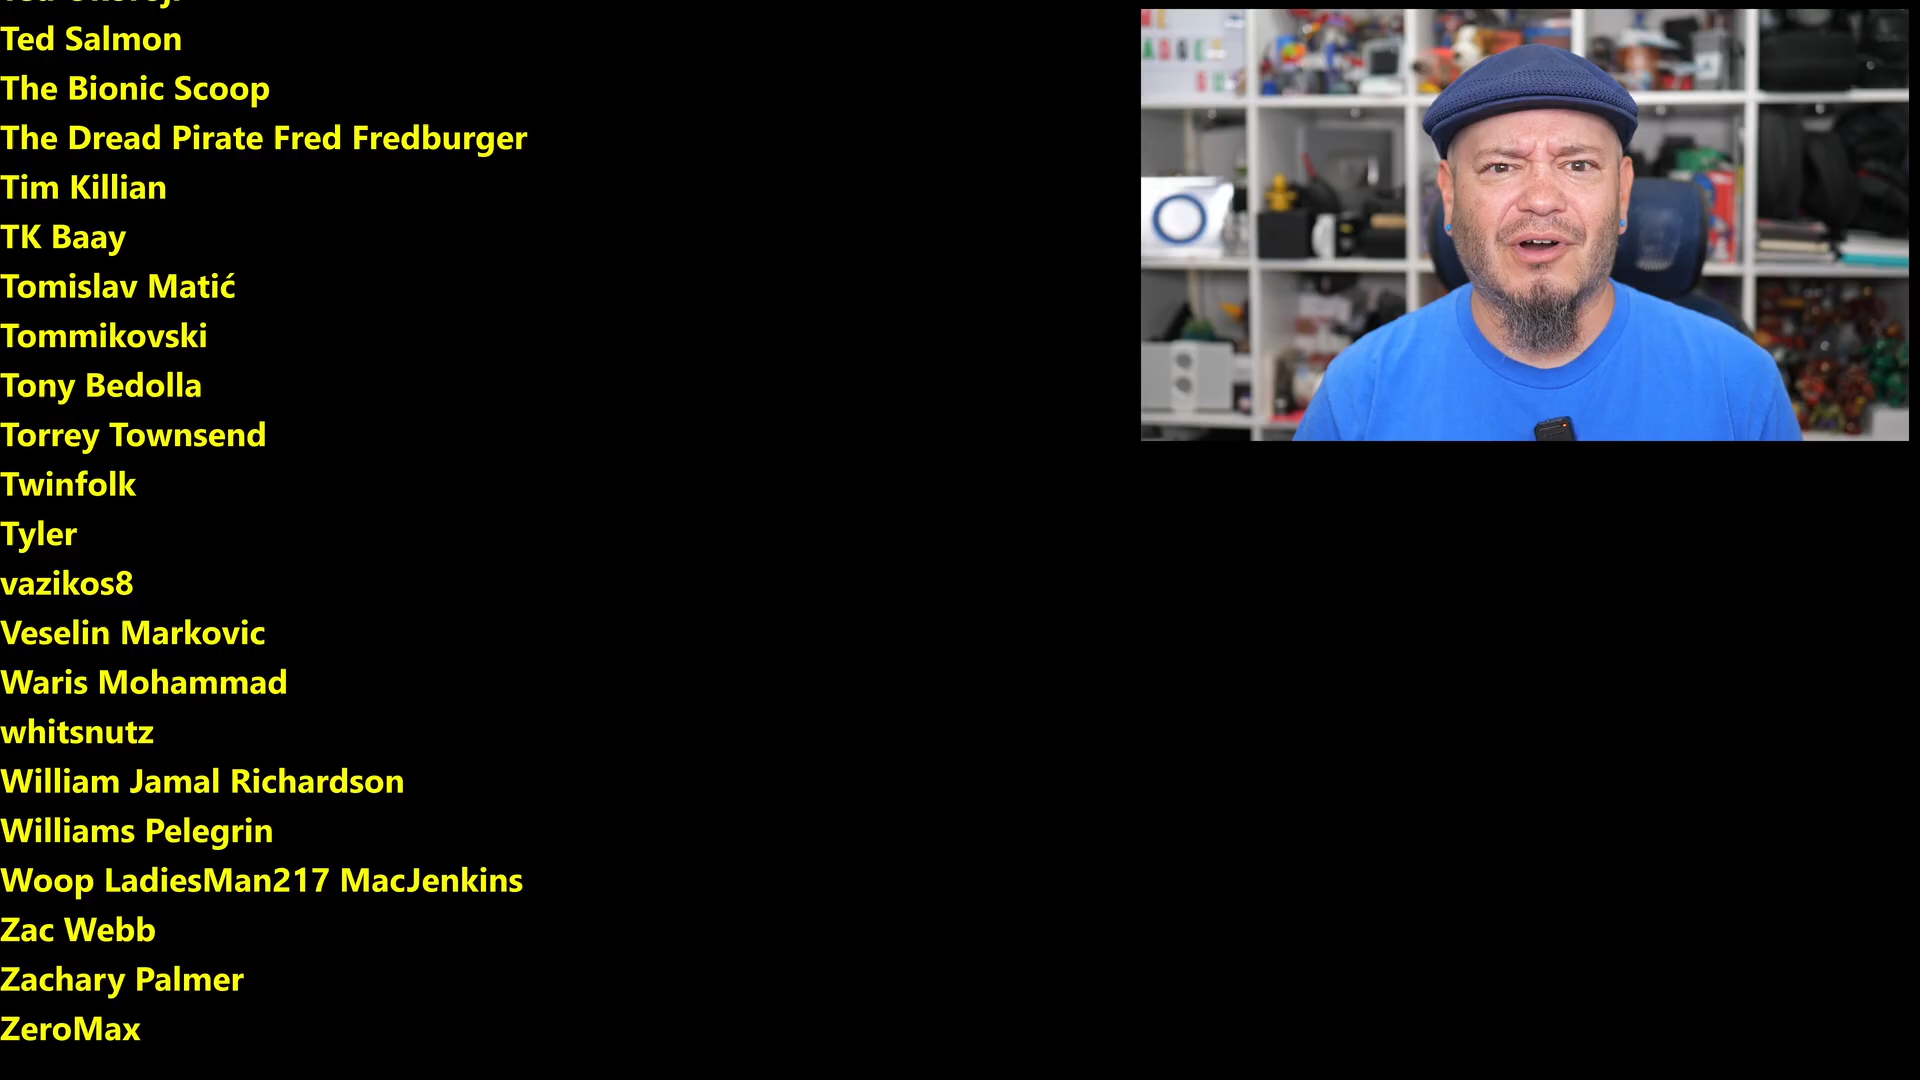 Ted Salmon
The Bionic Scoop
The Dread Pirate Fred Fredburger
Tim Killian
TK Baay
Tomislav Matić
Tommikovski
Tony Bedolla
Torrey Townsend
Twinfolk
Tyler
vazikos8
Veselin Markovic
Waris Mohammad
whitsnutz
William Jamal Richardson
Williams Pelegrin
Woop LadiesMan217 MacJenkins
Zac Webb
Zachary Palmer
ZeroMax